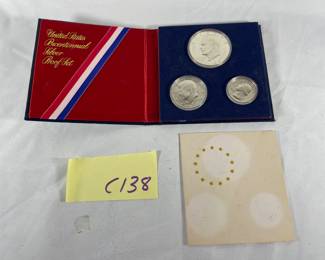 United States
Bicentennial
Silver
Proof Set
C138